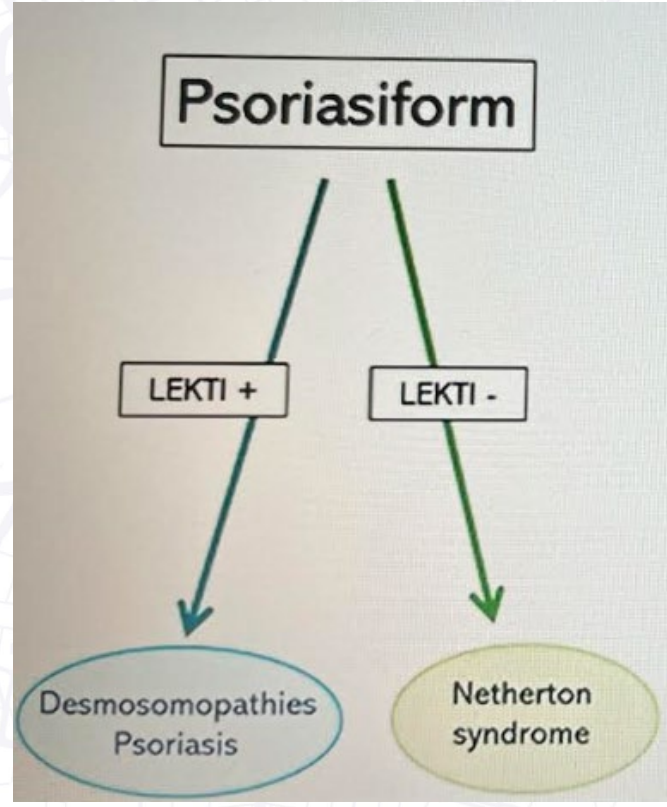 Psoriasiform
LEKTI +
LEKTI -
Desmosomopathies
Psoriasis
Netherton
syndrome